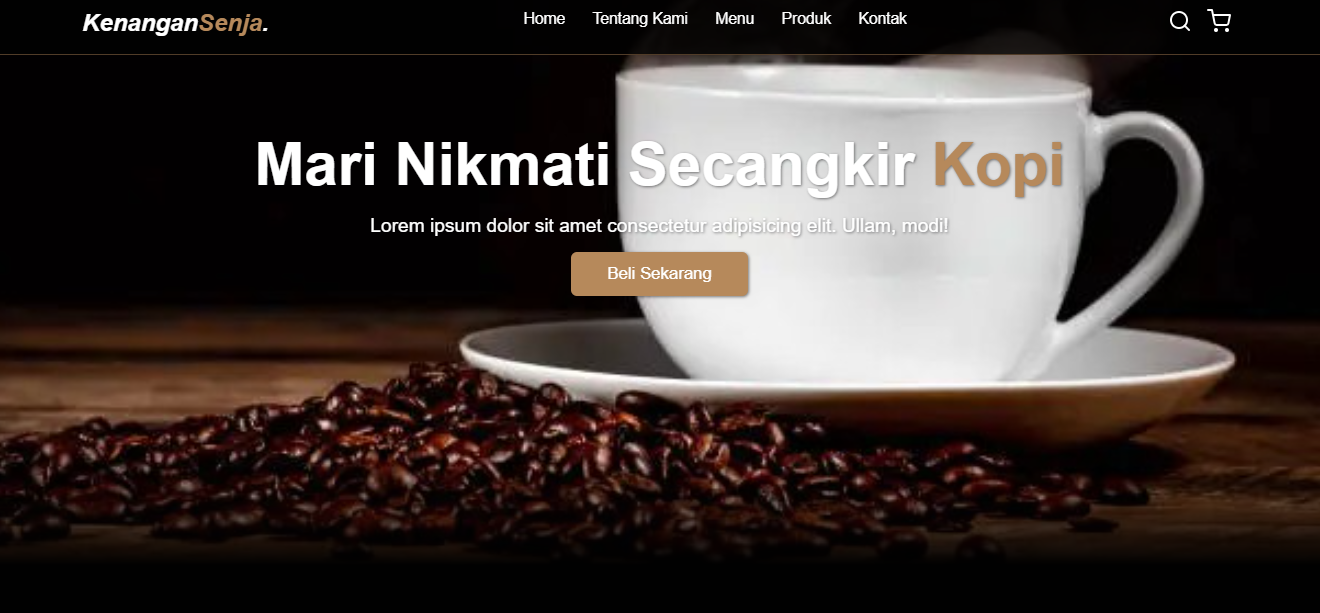 KenanganSenja.
Home Tentang Kami Menu Produk Kontak
Mari Nikmati Secangkir Kopi
Lorem ipsum dolor sit amet consectetur adipisicing elit. Ullam, modi!
Beli Sekarang